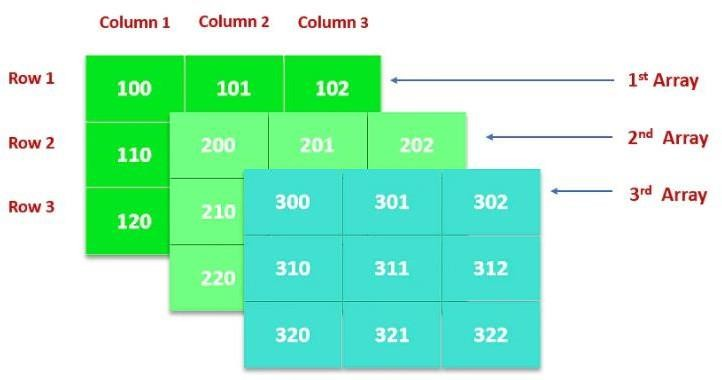 Column 1 Column 2 Column 3
Row 1 100 101 102 1st Array
Row 2 110 200 201 202 2nd Array
Row 3 120 210 300 301 302 3rd Array
220 310 311 312
320 321 322